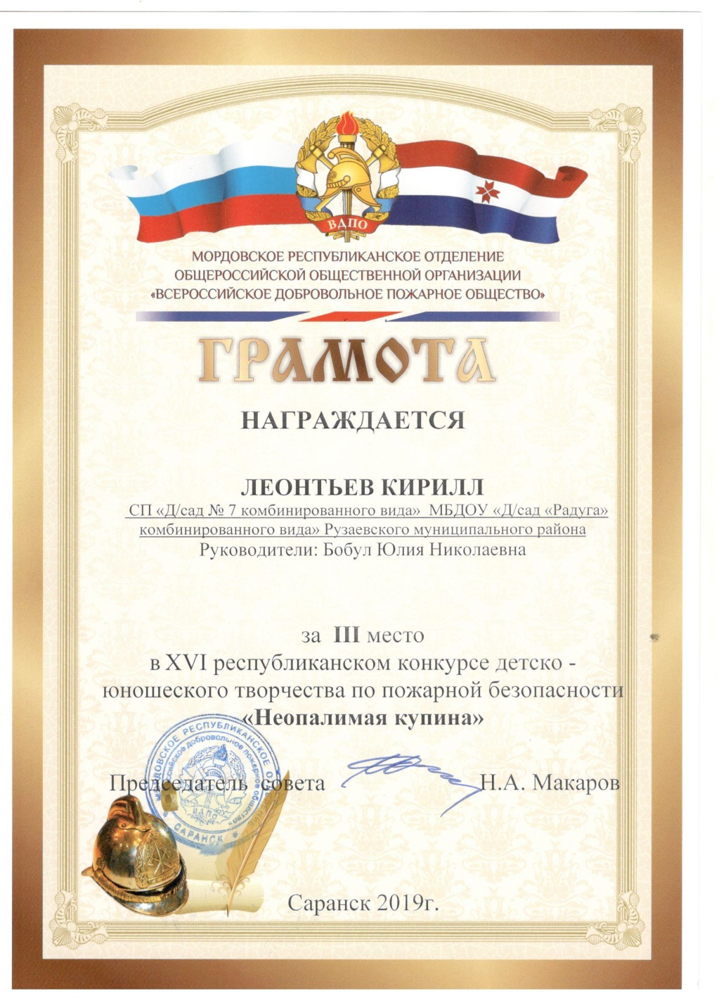 ВДПО
МОРДОВСКОЕ РЕСПУБЛИКАНСКОЕ ОТДЕЛЕНИЕ
ОБЩЕРОССИЙСКОЙ ОБЩЕСТВЕННОЙ ОРГАНИЗАЦИИ
«ВСЕРОССИЙСКОЕ ДОБРОВОЛЬНОЕ ПОЖАРНОЕ ОБЩЕСТВО»
ГРАМОТА
НАГРАЖДАЕТСЯ
ЛЕОНТЬЕВ КИРИЛЛ
СП «Д/сад № 7 комбинированного вида» МБДОУ «Д/сад «Радуга»
комбинированного вида» Рузаевского муниципального района
Руководители: Бобул Юлия Николаевна
за III место
в XVI республиканском конкурсе детско -
юношеского творчества по пожарной безопасности
«Неопалимая купина»
МОРДОВСКОЕ РЕСПУБЛИКАНСКОЕ
добровольное пожарное общество
ВДПО
САРАНСК
Председатель совета Н.А. Макаров
Саранск 2019г.